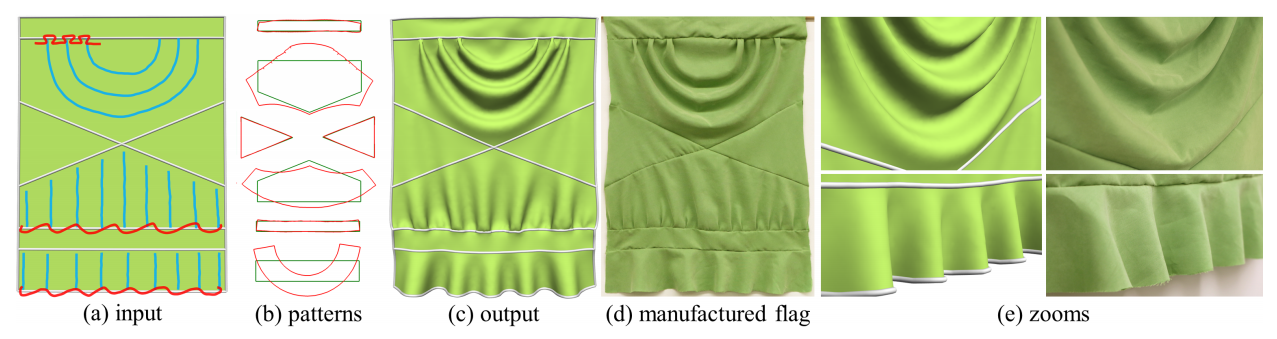 (a) input (b) patterns (c) output (d) manufactured flag (e) zooms